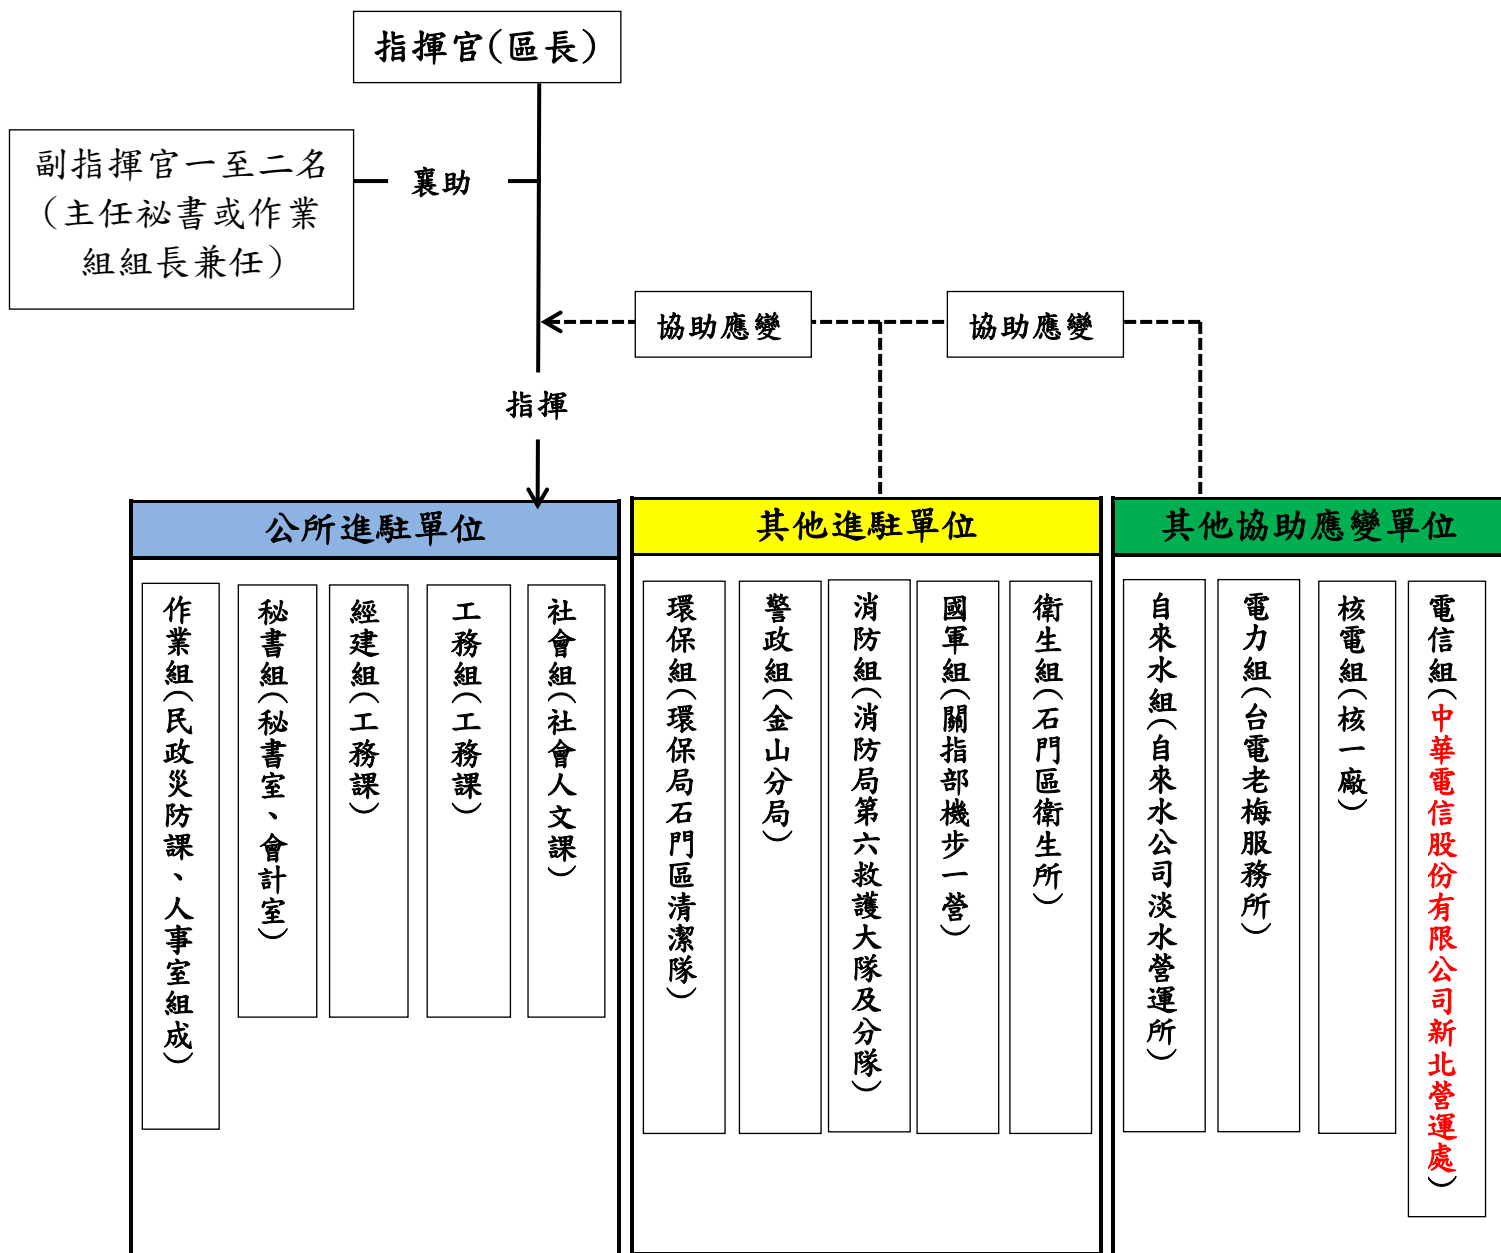 指揮官(區長)
副指揮官一至二名
（主任祕書或作業
組組長兼任）
襄助
協助應變
協助應變
指揮
公所進駐單位
其他進駐單位
其他協助應變單位
作業組(民政災防課、人事室組成)
秘書組(秘書室、會計室)
經建組(工務課)
工務組(工務課)
社會組(社會人文課)
環保組(環保局石門區清潔隊)
警政組(金山分局)
消防組(消防局第六救護大隊及分隊)
國軍組(關指部機步一營)
衛生組(石門區衛生所)
自來水組(自來水公司淡水營運所)
電力組(台電老梅服務所)
核電組(核一廠)
電信組(中華電信股份有限公司新北營運處)